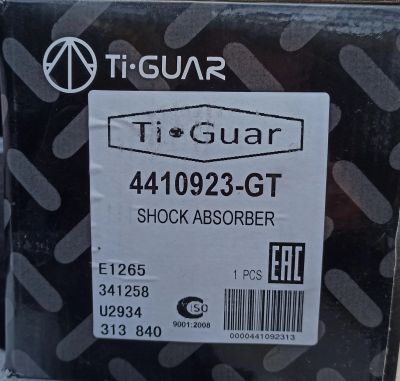 Ti·GUAR
Ti·Guar
4410923-GT
SHOCK ABSORBER
E1265
341258
U2934
313 840
1 PCS
EAC
ISO
9001:2008
0000441092313